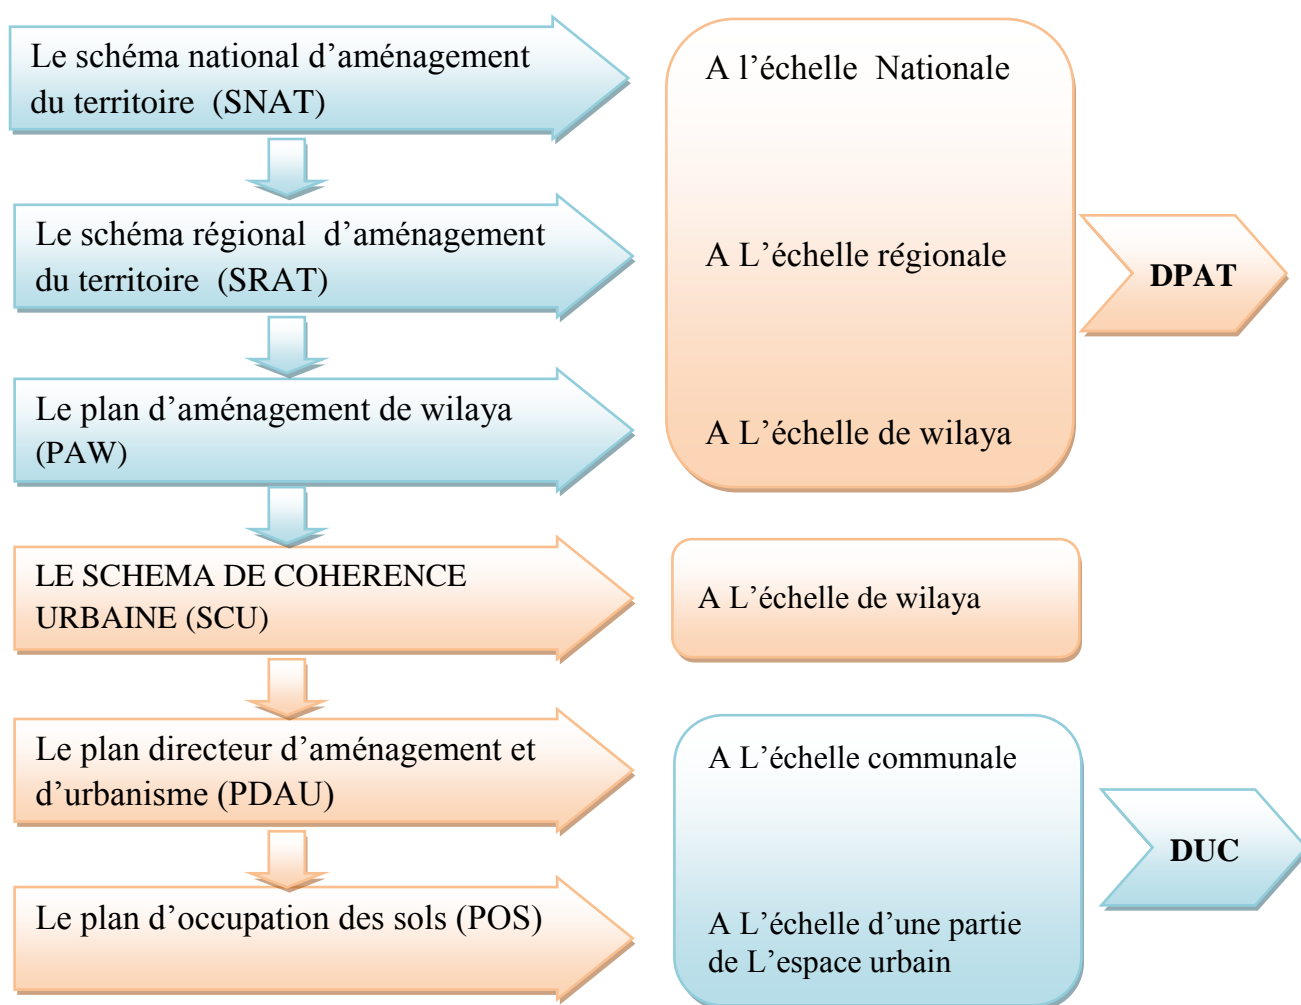 Le schéma national d’aménagement
du territoire (SNAT)
A l’échelle Nationale
Le schéma régional d’aménagement
du territoire (SRAT)
A L’échelle régionale
DPAT
Le plan d’aménagement de wilaya
(PAW)
A L’échelle de wilaya
LE SCHEMA DE COHERENCE
URBAINE (SCU)
A L’échelle de wilaya
Le plan directeur d’aménagement et
d’urbanisme (PDAU)
A L’échelle communale
DUC
Le plan d’occupation des sols (POS)
A L’échelle d’une partie
de L’espace urbain